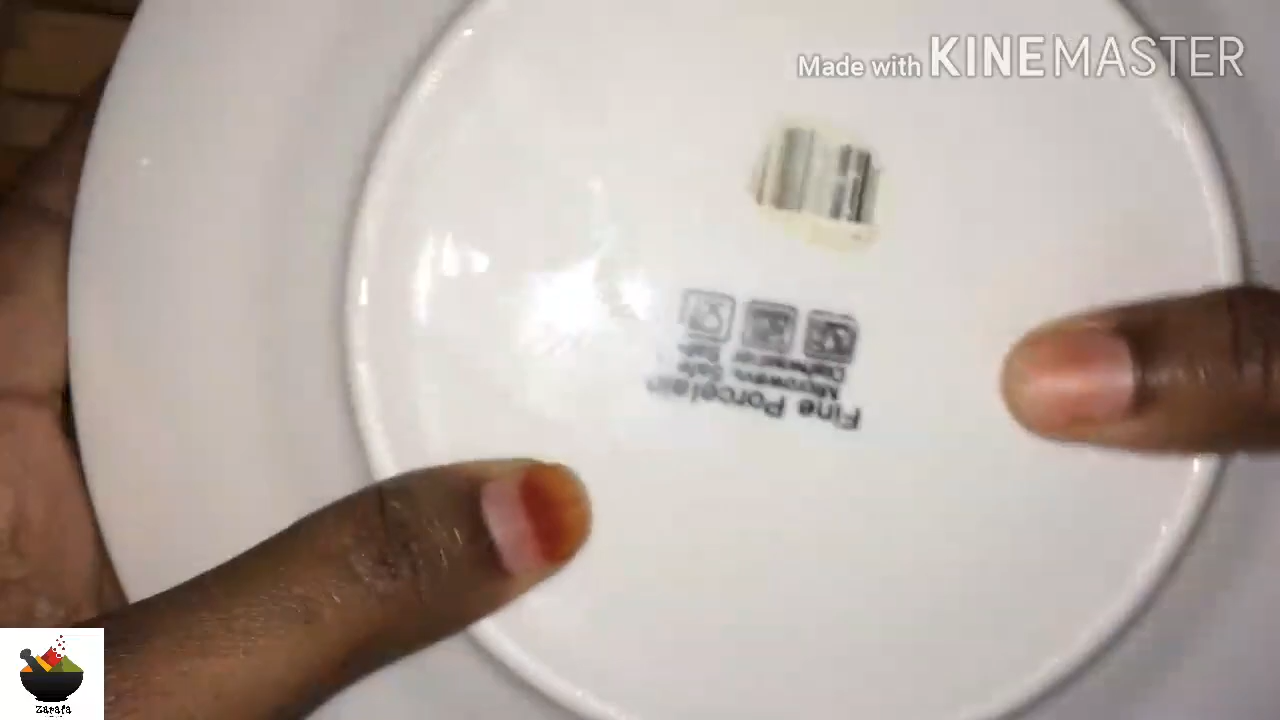 Made with KINEMASTER
Fine Porcelain
Microwave Safe
Dishwasher Safe
zarafa